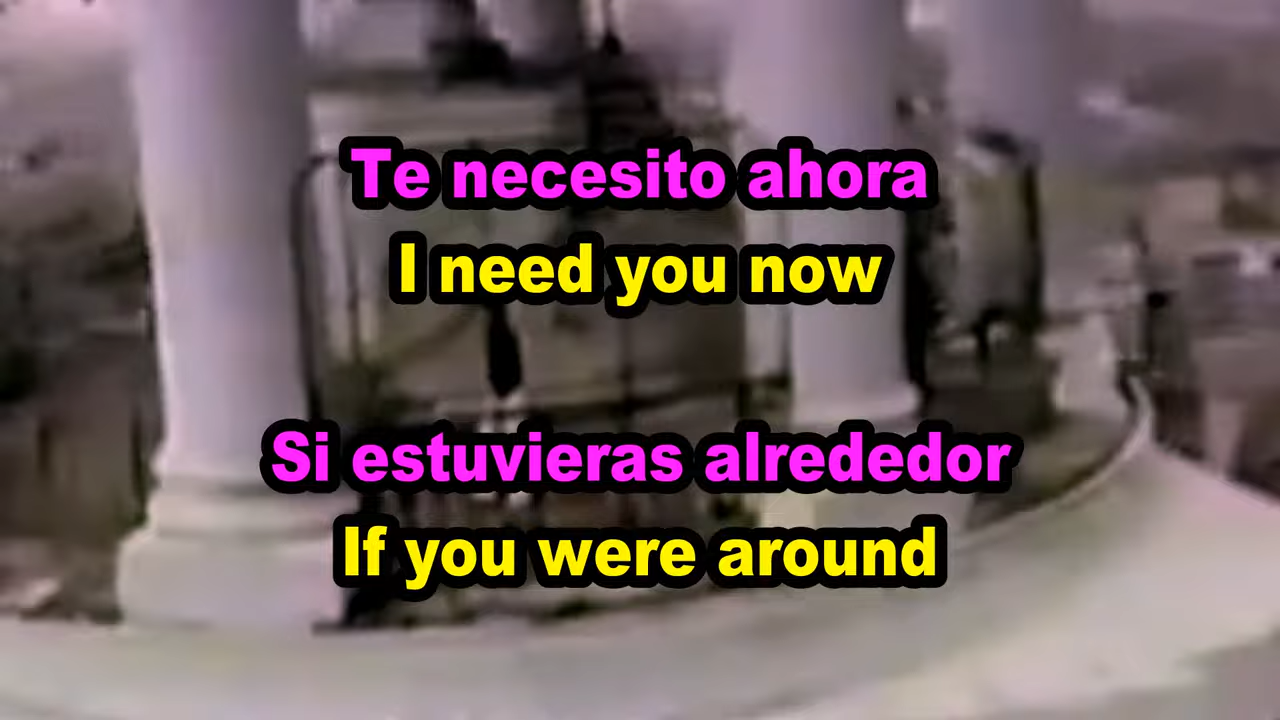 Te necesito ahora
I need you now
Si estuvieras alrededor
If you were around